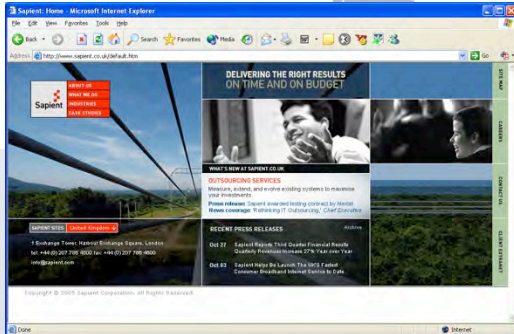 Sapient: Home - Microsoft Internet Explorer
File Edit View Favorites Tools Help
Back Search Favorites Media
Address http://www.sapient.co.uk/default.htm Go
Sapient
ABOUT US
WHAT WE DO
INDUSTRIES
CASE STUDIES
DELIVERING THE RIGHT RESULTS
ON TIME AND ON BUDGET
SITE MAP
CAREERS
CONTACT US
CLIENT EXTRANET
WHAT'S NEW AT SAPIENT.CO.UK
OUTSOURCING SERVICES
Measure, extend, and evolve existing systems to maximise
your investments.
Press release: Sapient awarded testing contract by Nectar
News coverage: 'Rethinking IT Outsourcing,' Chief Executive
SAPIENT SITES United Kingdom
1 Exchange Tower, Harbour Exchange Square, London
tel: +44(0) 207 786 4500 fax: +44(0) 207 786 4600
info@sapient.com
RECENT PRESS RELEASES Archive
Oct 27 Sapient Reports Third Quarter Financial Results
Quarterly Revenues Increase 27% Year over Year
Oct 03 Sapient Helps Be Launch The UK'S Fastest
Consumer Broadband Internet Service to Date
Copyright © 2005 Sapient Corporation. All Rights Reserved.
Done Internet